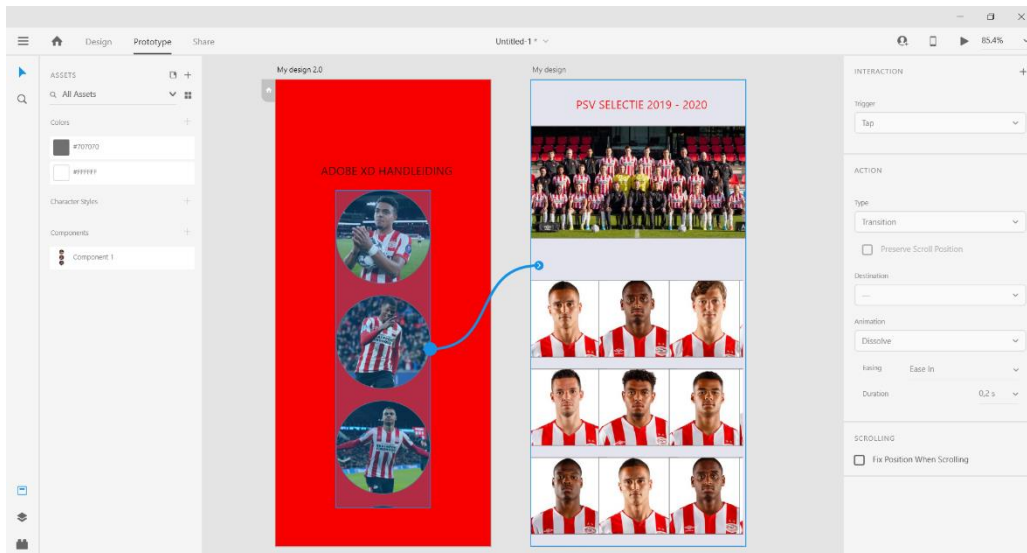 Design Prototype Share
Untitled-1 *
85,4%
ASSETS
All Assets
Colors
#707070
#FFFFFF
Character Styles
Components
Component 1
My design 2.0
ADOBE XD HANDLEIDING
My design
PSV SELECTIE 2019 - 2020
INTERACTION
Trigger
Tap
ACTION
Type
Transition
Preserve Scroll Position
Destination
---
Animation
Dissolve
Easing Ease In
Duration 0,2 s
SCROLLING
Fix Position When Scrolling